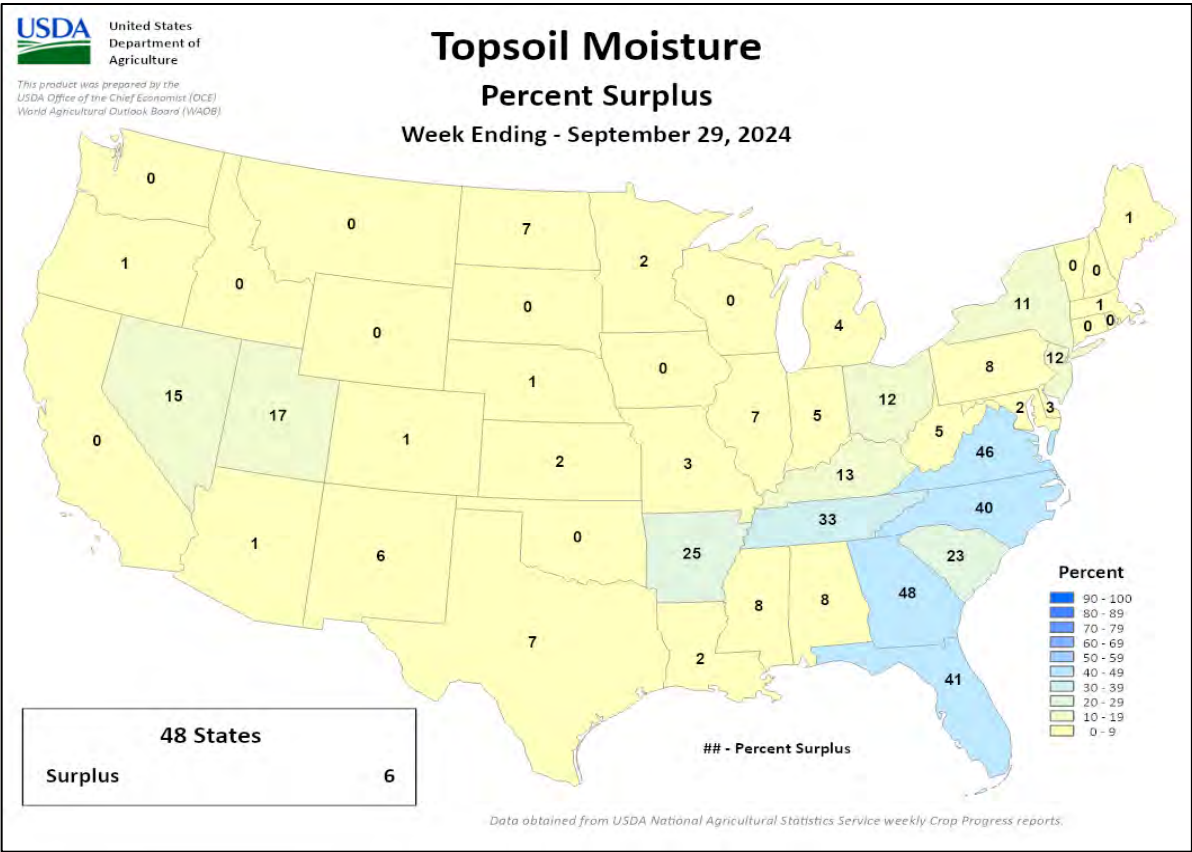 USDA
United States
Department of
Agriculture
This product was prepared by the
USDA Office of the Chief Economist (OCE)
World Agricultural Outlook Board (WAOB)
Topsoil Moisture
Percent Surplus
Week Ending - September 29, 2024
0
0
7
2
1
1
0
0
0
0
0
11
1
0
4
0
0
0
1
0
8
12
15
17
1
2
7
5
12
5
2
3
0
3
13
46
1
6
0
25
33
40
23
7
2
8
8
48
41
Percent
90 - 100
80 - 89
70 - 79
60 - 69
50 - 59
40 - 49
30 - 39
20 - 29
10 - 19
0 - 9
48 States
Surplus 6
## - Percent Surplus
Data obtained from USDA National Agricultural Statistics Service weekly Crop Progress reports.